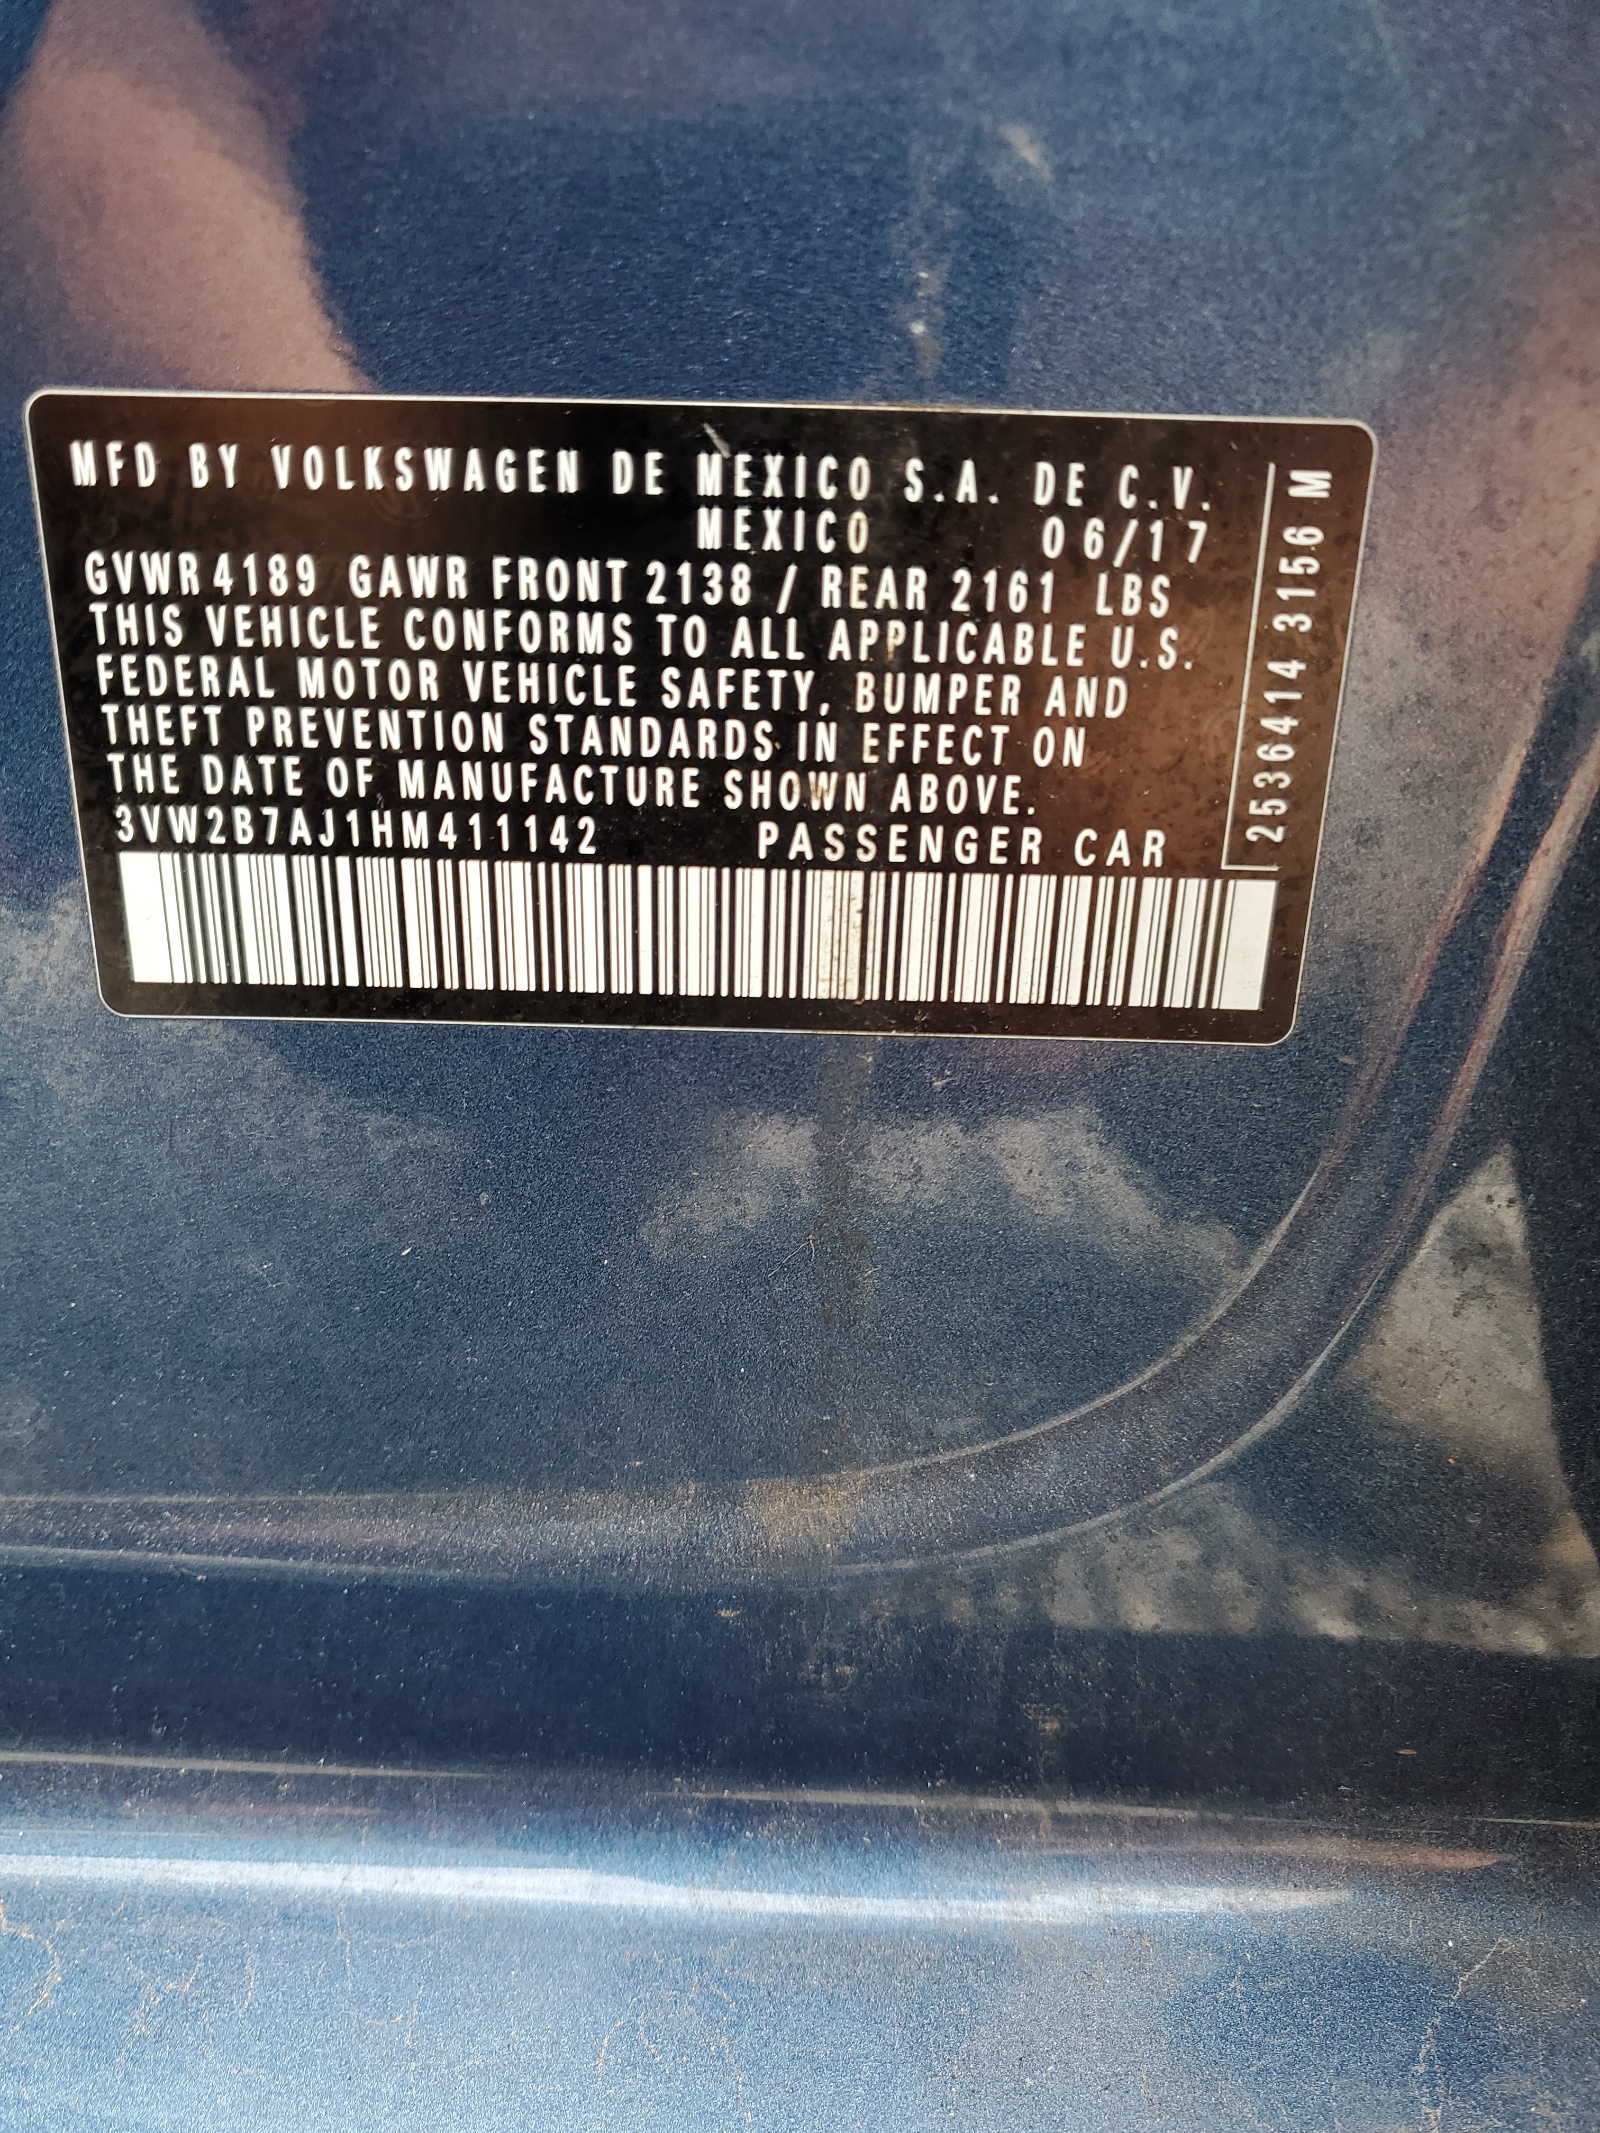 MFD BY VOLKSWAGEN DE MEXICO S.A. DE C.V.
MEXICO 06/17
GVWR 4189 GAWR FRONT 2138 / REAR 2161 LBS
THIS VEHICLE CONFORMS TO ALL APPLICABLE U.S.
FEDERAL MOTOR VEHICLE SAFETY, BUMPER AND
THEFT PREVENTION STANDARDS IN EFFECT ON
THE DATE OF MANUFACTURE SHOWN ABOVE.
3VW2B7AJ1HM411142 PASSENGER CAR
2536414 3156 M